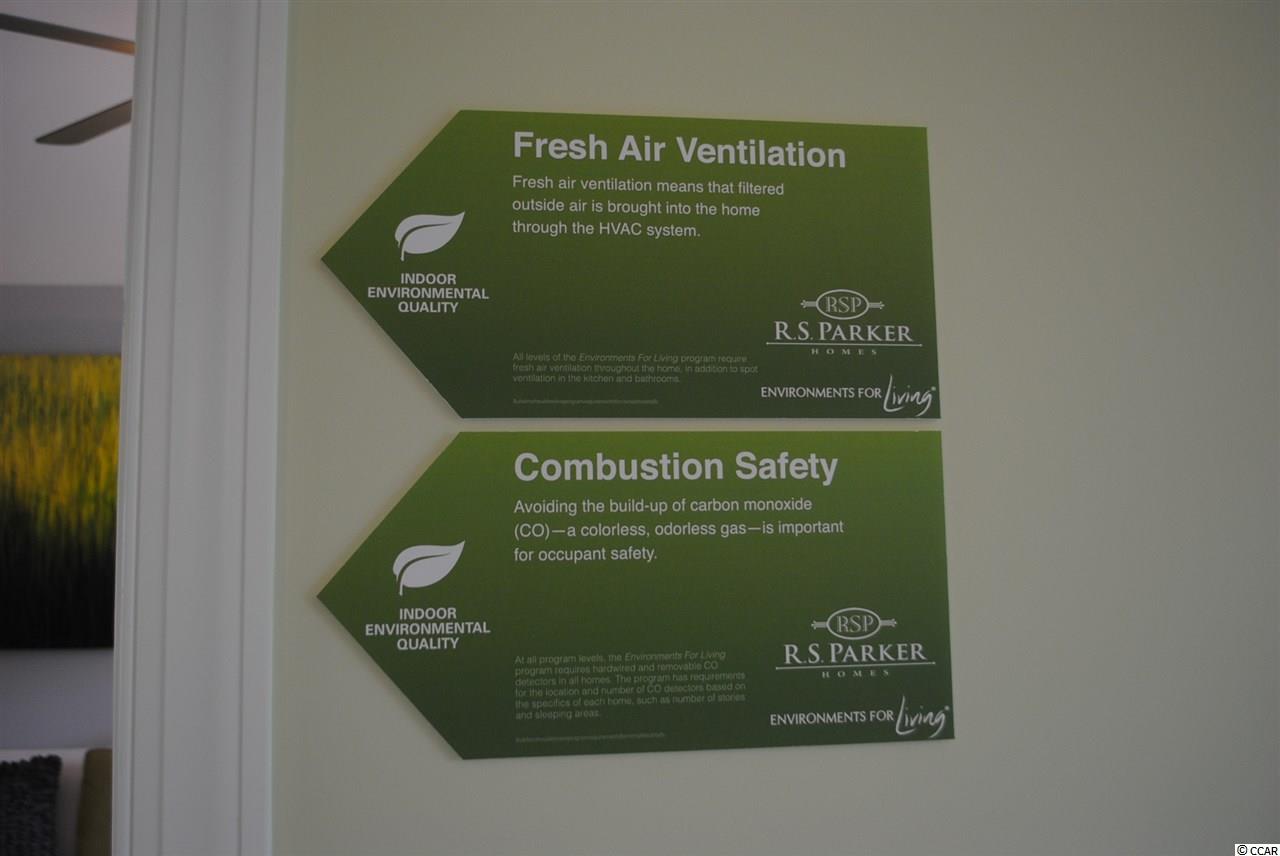 Fresh Air Ventilation
Fresh air ventilation means that filtered
outside air is brought into the home
through the HVAC system.
INDOOR
ENVIRONMENTAL
QUALITY
RSP
R.S. PARKER
HOMES
All levels of the Environments For Living program require
fresh air ventilation throughout the home, in addition to spot
ventilation in the kitchen and bathrooms.
ENVIRONMENTS FOR Living®
Combustion Safety
Avoiding the build-up of carbon monoxide
(CO)—a colorless, odorless gas—is important
for occupant safety.
INDOOR
ENVIRONMENTAL
QUALITY
RSP
R.S. PARKER
HOMES
At all program levels, the Environments For Living
program requires hardwired and removable CO
detectors in all homes. The program has requirements
for the location and number of CO detectors based on
the specifics of each home, such as number of stories
and sleeping areas.
ENVIRONMENTS FOR Living®
© CCAR